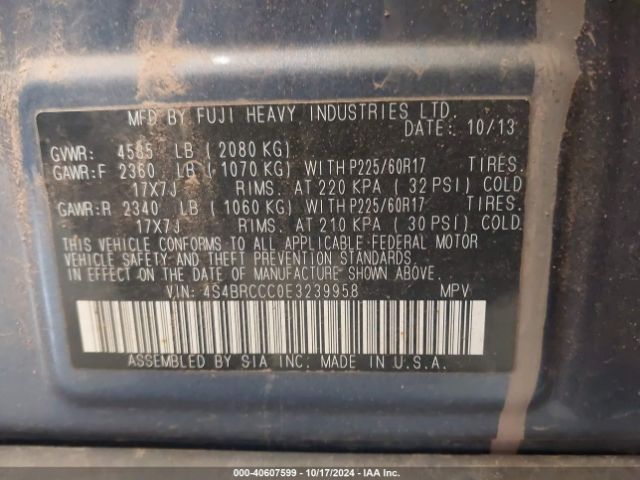 MFD BY FUJI HEAVY INDUSTRIES LTD.
DATE: 10/13
GVWR: 4585 LB ( 2080 KG)
GAWR:F 2360 LB ( 1070 KG) WITH P225/60R17 TIRES.
17X7J RIMS. AT 220 KPA ( 32 PSI) COLD
GAWR:R 2340 LB ( 1060 KG) WITH P225/60R17 TIRES.
17X7J RIMS. AT 210 KPA ( 30 PSI) COLD.
THIS VEHICLE CONFORMS TO ALL APPLICABLE FEDERAL MOTOR
VEHICLE SAFETY AND THEFT PREVENTION STANDARDS
IN EFFECT ON THE DATE OF MANUFACTURE SHOWN ABOVE.
VIN: 4S4BRCCC0E3239958 MPV
ASSEMBLED BY SIA INC: MADE IN U.S.A.
000-40607599 - 10/17/2024 - IAA Inc.